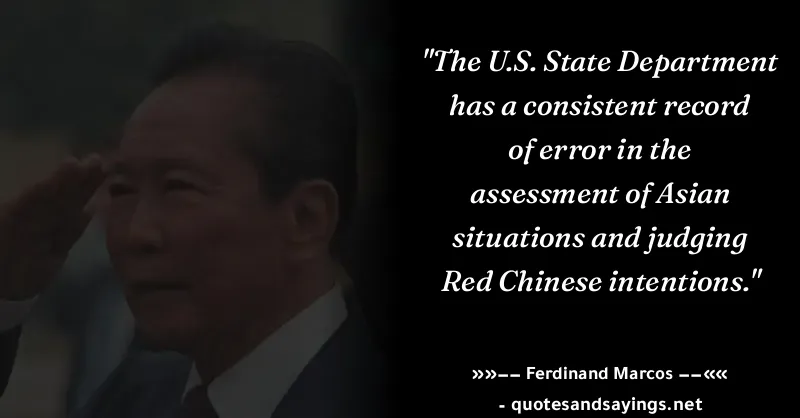 "The U.S. State Department
has a consistent record
of error in the
assessment of Asian
situations and judging
Red Chinese intentions."
»»−− Ferdinand Marcos −−««
- quotesandsayings.net